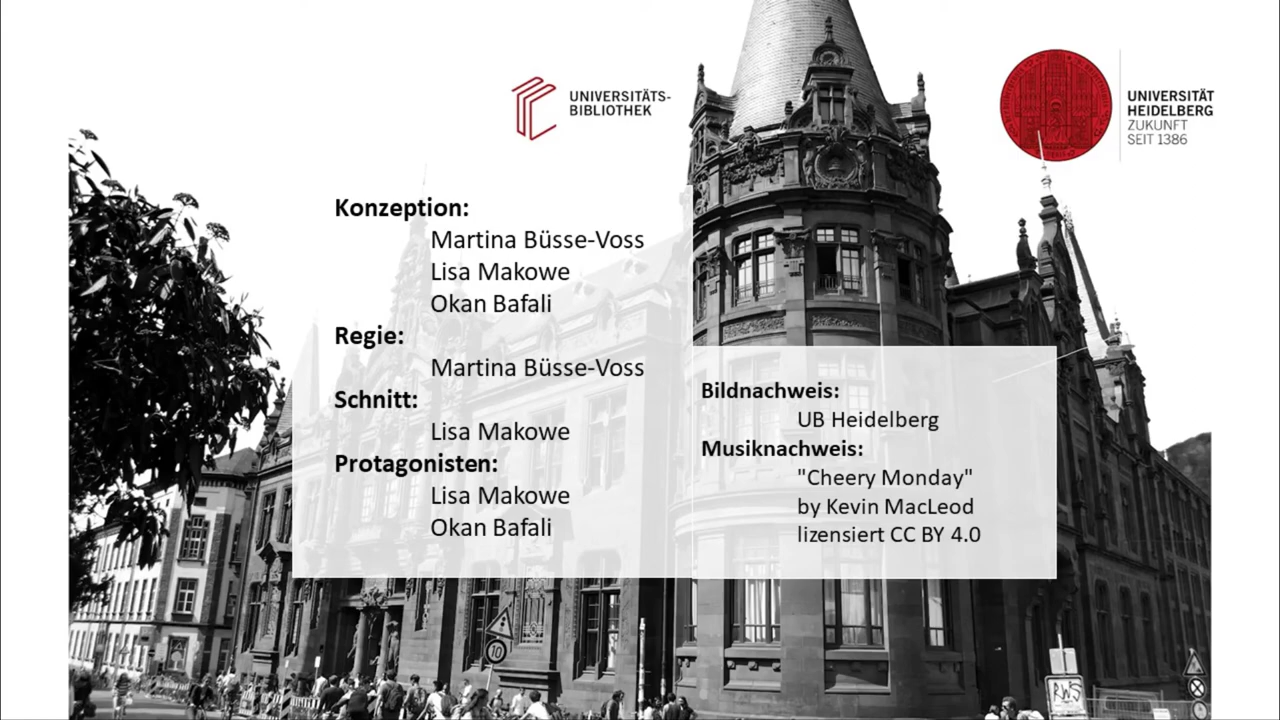 UNIVERSITÄTS-
BIBLIOTHEK
UNIVERSITÄT
HEIDELBERG
ZUKUNFT
SEIT 1386
Konzeption:
Martina Büsse-Voss
Lisa Makowe
Okan Bafali
Regie:
Martina Büsse-Voss
Schnitt:
Lisa Makowe
Protagonisten:
Lisa Makowe
Okan Bafali
Bildnachweis:
UB Heidelberg
Musiknachweis:
"Cheery Monday"
by Kevin MacLeod
lizensiert CC BY 4.0
10